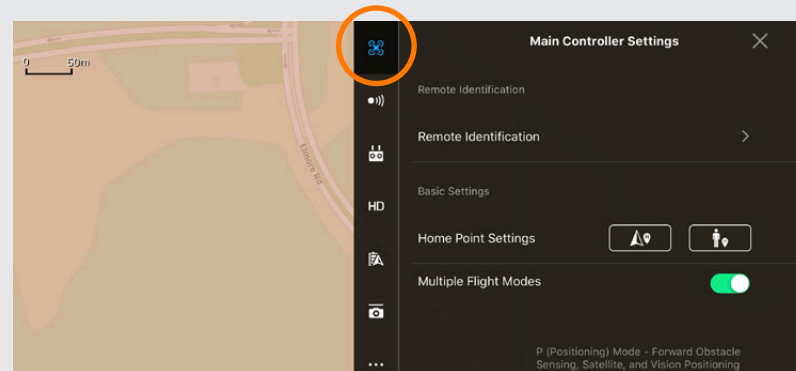 Main Controller Settings
0 50m
Remote Identification
Remote Identification
Elmore Rd
HD
Basic Settings
Home Point Settings
Multiple Flight Modes
P (Positioning) Mode - Forward Obstacle
Sensing, Satellite, and Vision Positioning